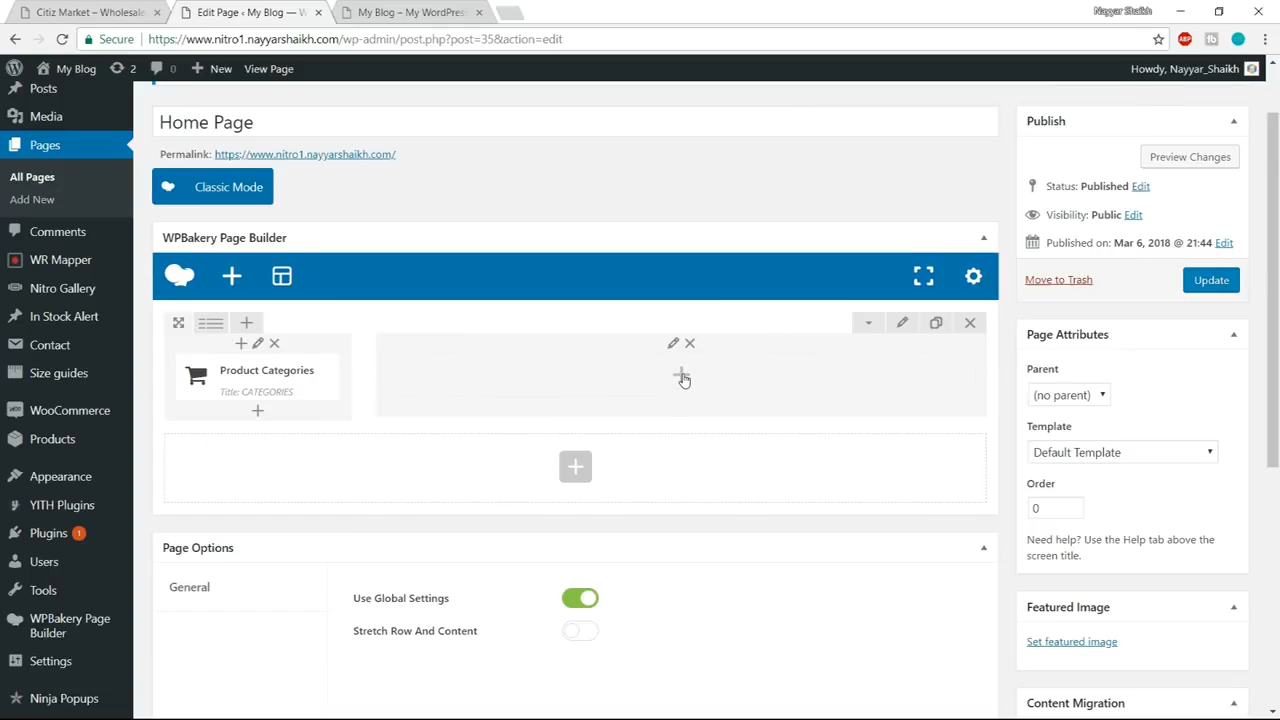 Citiz Market – Wholesale
Edit Page ‹ My Blog — W
My Blog – My WordPress
Nayyar Shaikh
Secure
https://www.nitro1.nayyarshaikh.com/wp-admin/post.php?post=35&action=edit
My Blog
2
0
New
View Page
Howdy, Nayyar_Shaikh
Posts
Media
Pages
All Pages
Add New
Comments
WR Mapper
Nitro Gallery
In Stock Alert
Contact
Size guides
WooCommerce
Products
Appearance
YITH Plugins
Plugins 1
Users
Tools
WPBakery Page
Builder
Settings
Ninja Popups
Home Page
Permalink: https://www.nitro1.nayyarshaikh.com/
Classic Mode
WPBakery Page Builder
Product Categories
Title: CATEGORIES
Page Options
General
Use Global Settings
Stretch Row And Content
Publish
Preview Changes
Status: Published Edit
Visibility: Public Edit
Published on: Mar 6, 2018 @ 21:44 Edit
Move to Trash
Update
Page Attributes
Parent
(no parent)
Template
Default Template
Order
0
Need help? Use the Help tab above the
screen title.
Featured Image
Set featured image
Content Migration